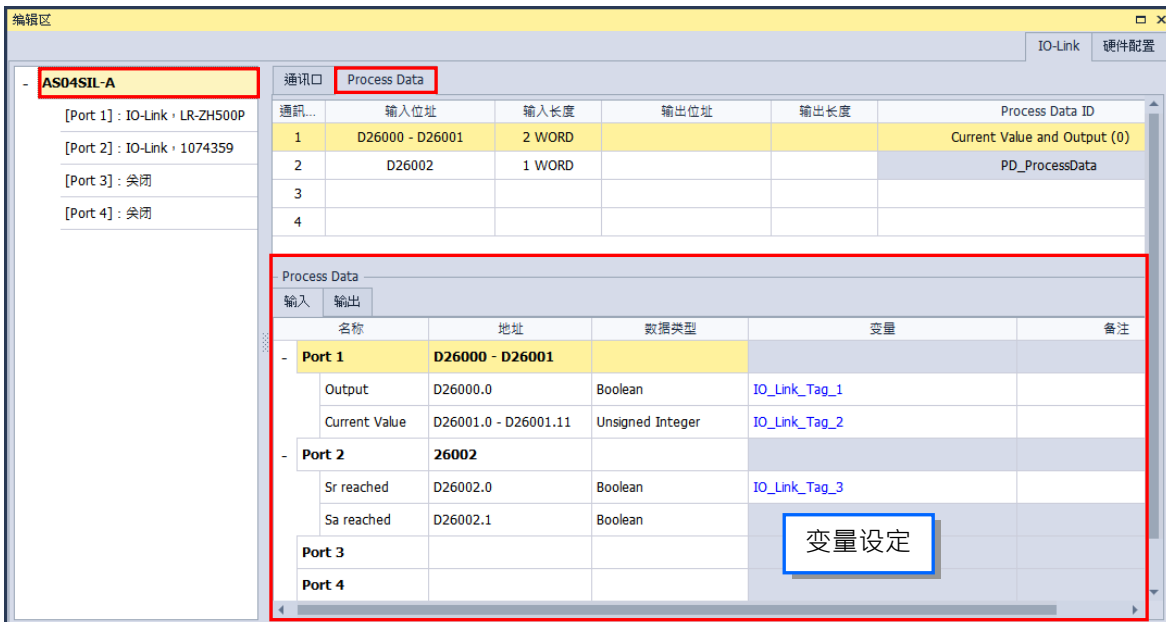 编辑区
IO-Link 硬件配置
- AS04SIL-A
[Port 1] : IO-Link，LR-ZH500P
[Port 2] : IO-Link，1074359
[Port 3] : 关闭
[Port 4] : 关闭
通讯口 Process Data
通訊... 输入位址 输入长度 输出位址 输出长度 Process Data ID
1 D26000 - D26001 2 WORD Current Value and Output (0)
2 D26002 1 WORD PD_ProcessData
3
4
Process Data
输入 输出
名称 地址 数据类型 变量 备注
- Port 1 D26000 - D26001
Output D26000.0 Boolean IO_Link_Tag_1
Current Value D26001.0 - D26001.11 Unsigned Integer IO_Link_Tag_2
- Port 2 26002
Sr reached D26002.0 Boolean IO_Link_Tag_3
Sa reached D26002.1 Boolean
变量设定
Port 3
Port 4